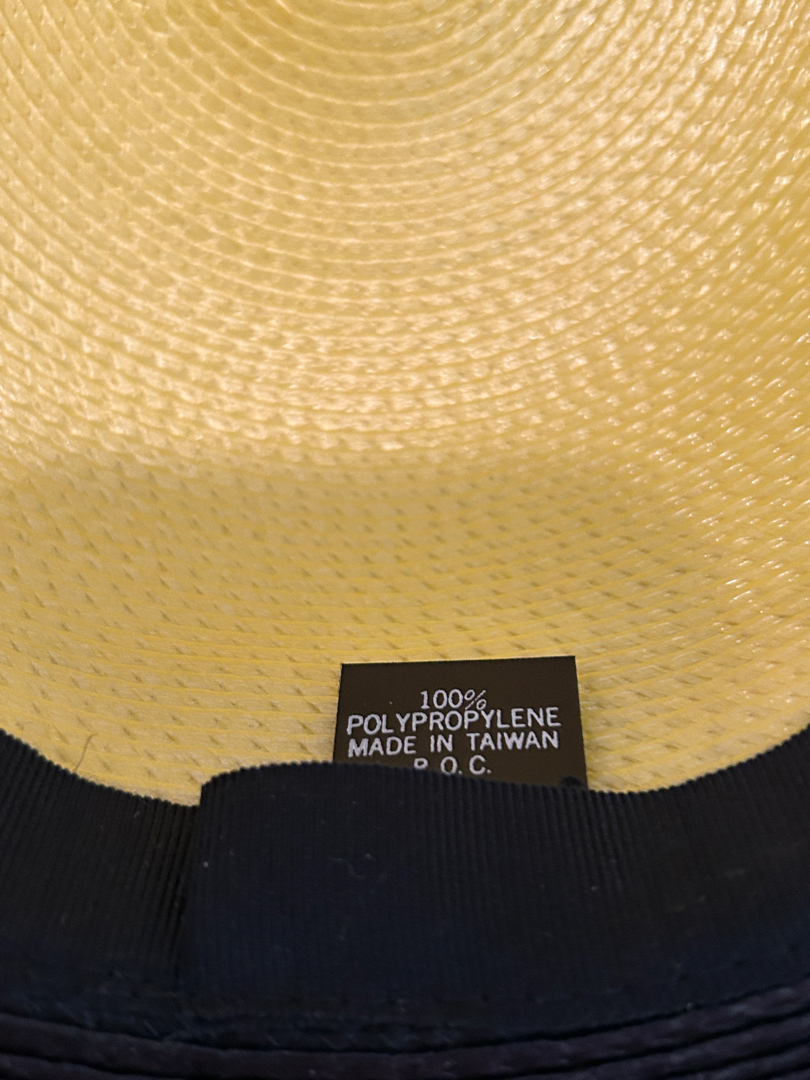 100%
POLYPROPYLENE
MADE IN TAIWAN
R.O.C.